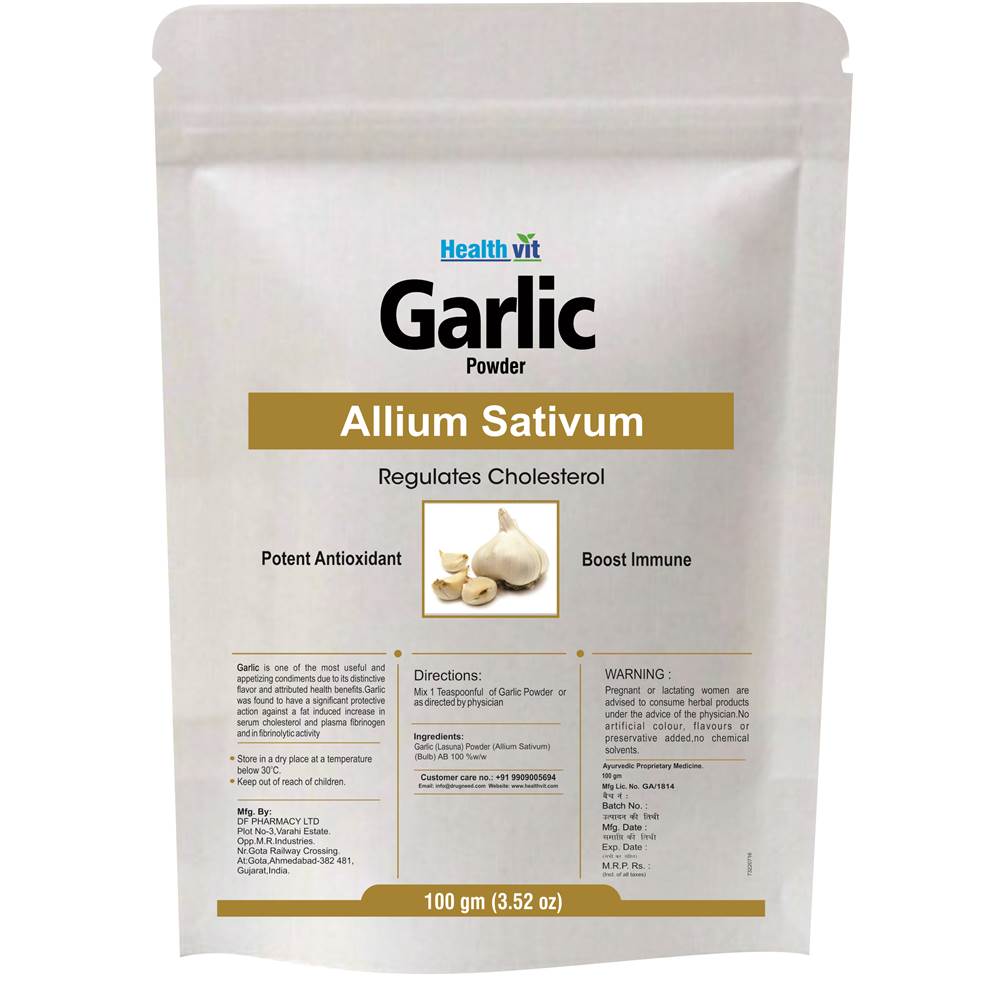 Health vit
Garlic
Powder
Allium Sativum
Regulates Cholesterol
Potent Antioxidant
Boost Immune
Garlic is one of the most useful and
appetizing condiments due to its distinctive
flavor and attributed health benefits.Garlic
was found to have a significant protective
action against a fat induced increase in
serum cholesterol and plasma fibrinogen
and in fibrinolytic activity
Store in a dry place at a temperature
below 30°C.
Keep out of reach of children.
Mfg. By:
DF PHARMACY LTD
Plot No-3,Varahi Estate.
Opp.M.R.Industries.
Nr.Gota Railway Crossing.
At:Gota,Ahmedabad-382 481,
Gujarat,India.
Directions:
Mix 1 Teaspoonful of Garlic Powder or
as directed by physician
Ingredients:
Garlic (Lasuna) Powder (Allium Sativum)
(Bulb) AB 100 %w/w
Customer care no.: +91 9909005694
Email: info@drugneed.com Website: www.healthvit.com
WARNING :
Pregnant or lactating women are
advised to consume herbal products
under the advice of the physician.No
artificial colour, flavours or
preservative added,no chemical
solvents.
Ayurvedic Proprietary Medicine.
100 gm
Mfg Lic. No. GA/1814
बैच नं :
Batch No. :
उत्पादन की तिथी
Mfg. Date :
समाप्ति की तिथी
Exp. Date :
M.R.P. Rs. :
(Incl. of all taxes)
73220716
100 gm (3.52 oz)